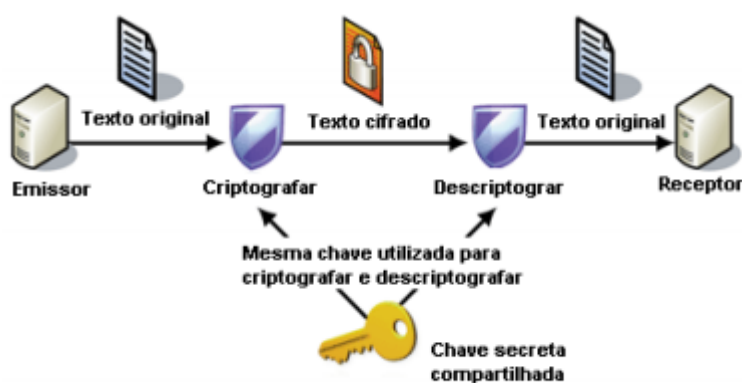 Texto original
Texto cifrado
Texto original
Emissor
Criptografar
Descriptograr
Receptor
Mesma chave utilizada para
criptografar e descriptografar
Chave secreta
compartilhada